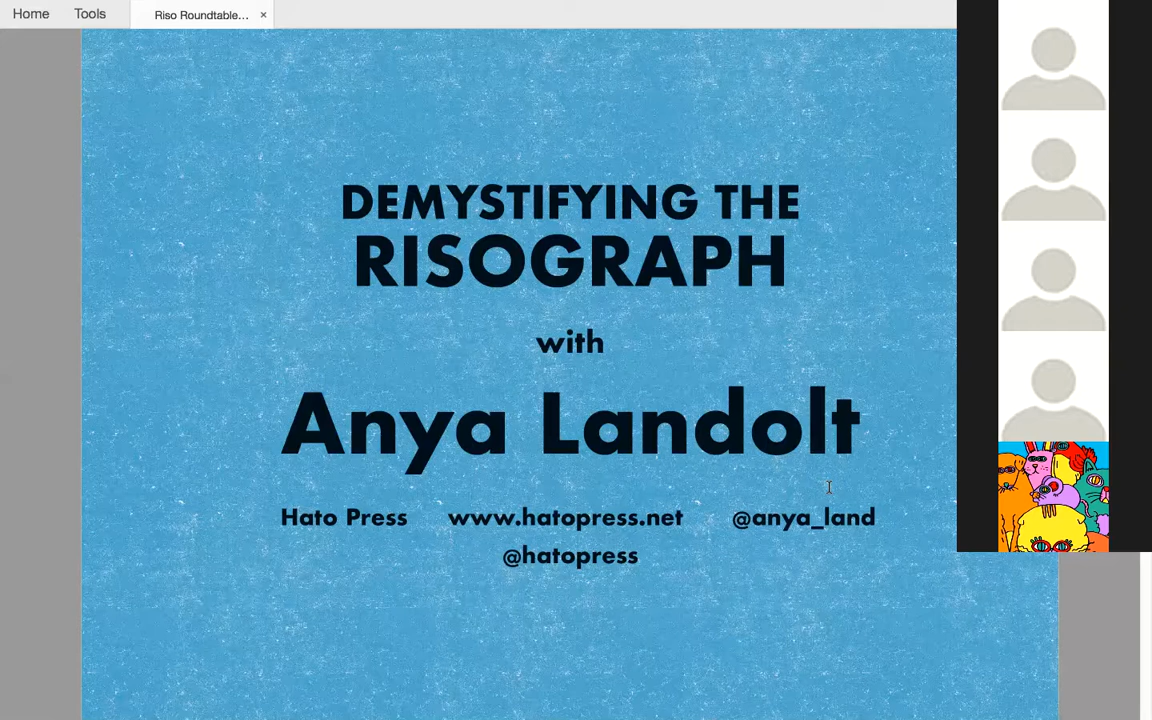 Home Tools Riso Roundtable... ×
DEMYSTIFYING THE
RISOGRAPH
with
Anya Landolt
Hato Press www.hatopress.net @anya_land
@hatopress